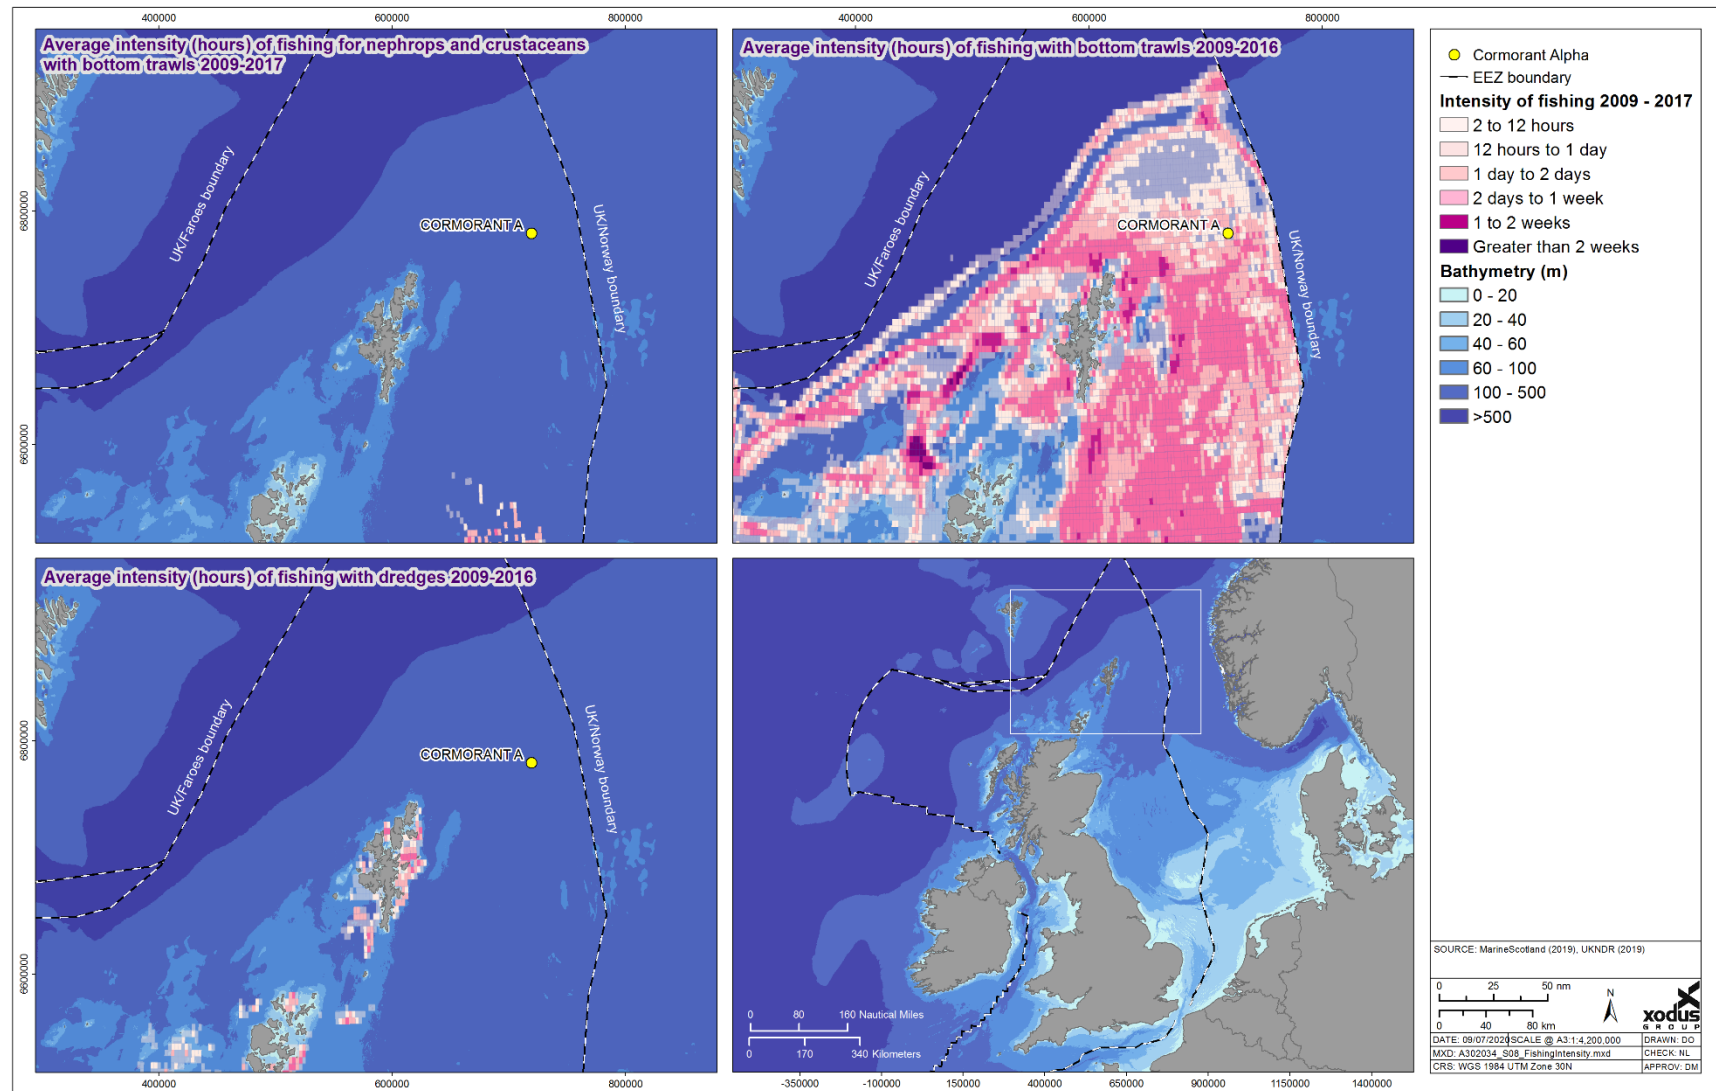 400000
600000
800000
400000
600000
800000
Average intensity (hours) of fishing for nephrops and crustaceans
with bottom trawls 2009-2017
UK/Faroes boundary
CORMORANT A
UK/Norway boundary
6800000
6600000
Average intensity (hours) of fishing with bottom trawls 2009-2016
UK/Faroes boundary
CORMORANT A
UK/Norway boundary
Average intensity (hours) of fishing with dredges 2009-2016
UK/Faroes boundary
CORMORANT A
UK/Norway boundary
6800000
6600000
400000
600000
800000
0 80 160 Nautical Miles
0 170 340 Kilometers
-350000
-100000
150000
400000
650000
900000
1150000
1400000
Cormorant Alpha
EEZ boundary
Intensity of fishing 2009 - 2017
2 to 12 hours
12 hours to 1 day
1 day to 2 days
2 days to 1 week
1 to 2 weeks
Greater than 2 weeks
Bathymetry (m)
0 - 20
20 - 40
40 - 60
60 - 100
100 - 500
>500
SOURCE: MarineScotland (2019), UKNDR (2019)
0 25 50 nm
0 40 80 km
N
xodus
GROUP
DATE: 09/07/2020 SCALE @ A3:1:4,200,000 DRAWN: DO
MXD: A302034_S08_FishingIntensity.mxd CHECK: NL
CRS: WGS 1984 UTM Zone 30N APPROV: DM